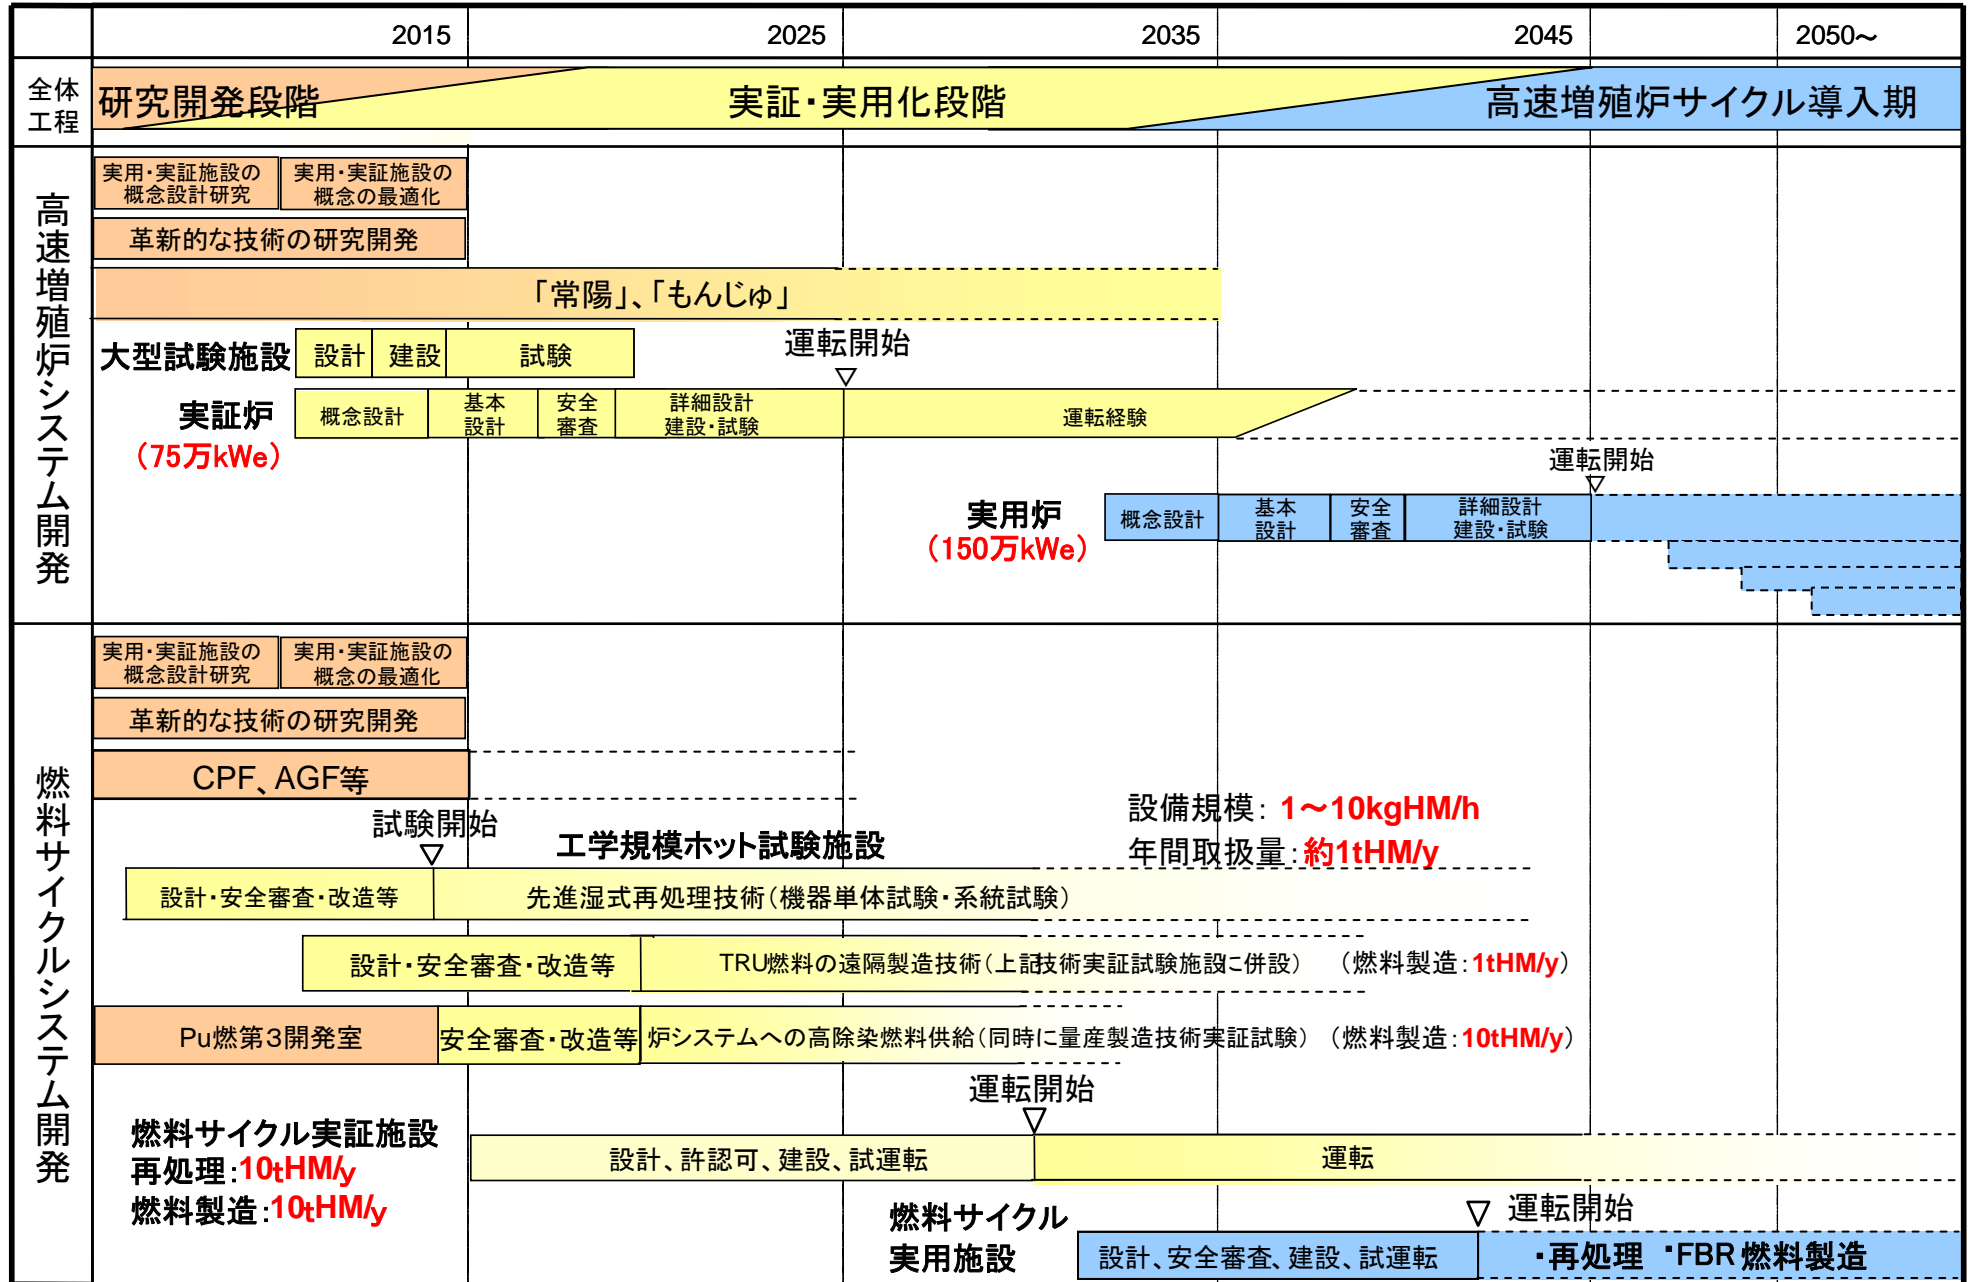 2015
2025
2035
2045
2050～
全体
工程
研究開発段階
実証・実用化段階
高速増殖炉サイクル導入期
高速増殖炉システム開発
実用・実証施設の
概念設計研究
実用・実証施設の
概念の最適化
革新的な技術の研究開発
「常陽」、「もんじゅ」
大型試験施設
設計
建設
試験
運転開始
実証炉
（75万kWe）
概念設計
基本
設計
安全
審査
詳細設計
建設・試験
運転経験
運転開始
実用炉
（150万kWe）
概念設計
基本
設計
安全
審査
詳細設計
建設・試験
燃料サイクルシステム開発
実用・実証施設の
概念設計研究
実用・実証施設の
概念の最適化
革新的な技術の研究開発
CPF、AGF等
試験開始
工学規模ホット試験施設
設備規模：1～10kgHM/h
年間取扱量：約1tHM/y
設計・安全審査・改造等
先進湿式再処理技術（機器単体試験・系統試験）
設計・安全審査・改造等
TRU燃料の遠隔製造技術（上記技術実証試験施設に併設）
（燃料製造：1tHM/y）
Pu燃第3開発室
安全審査・改造等
炉システムへの高除染燃料供給（同時に量産製造技術実証試験）
（燃料製造：10tHM/y）
運転開始
燃料サイクル実証施設
再処理：10tHM/y
燃料製造：10tHM/y
設計、許認可、建設、試運転
運転
燃料サイクル
実用施設
運転開始
設計、安全審査、建設、試運転
・再処理 ・FBR燃料製造